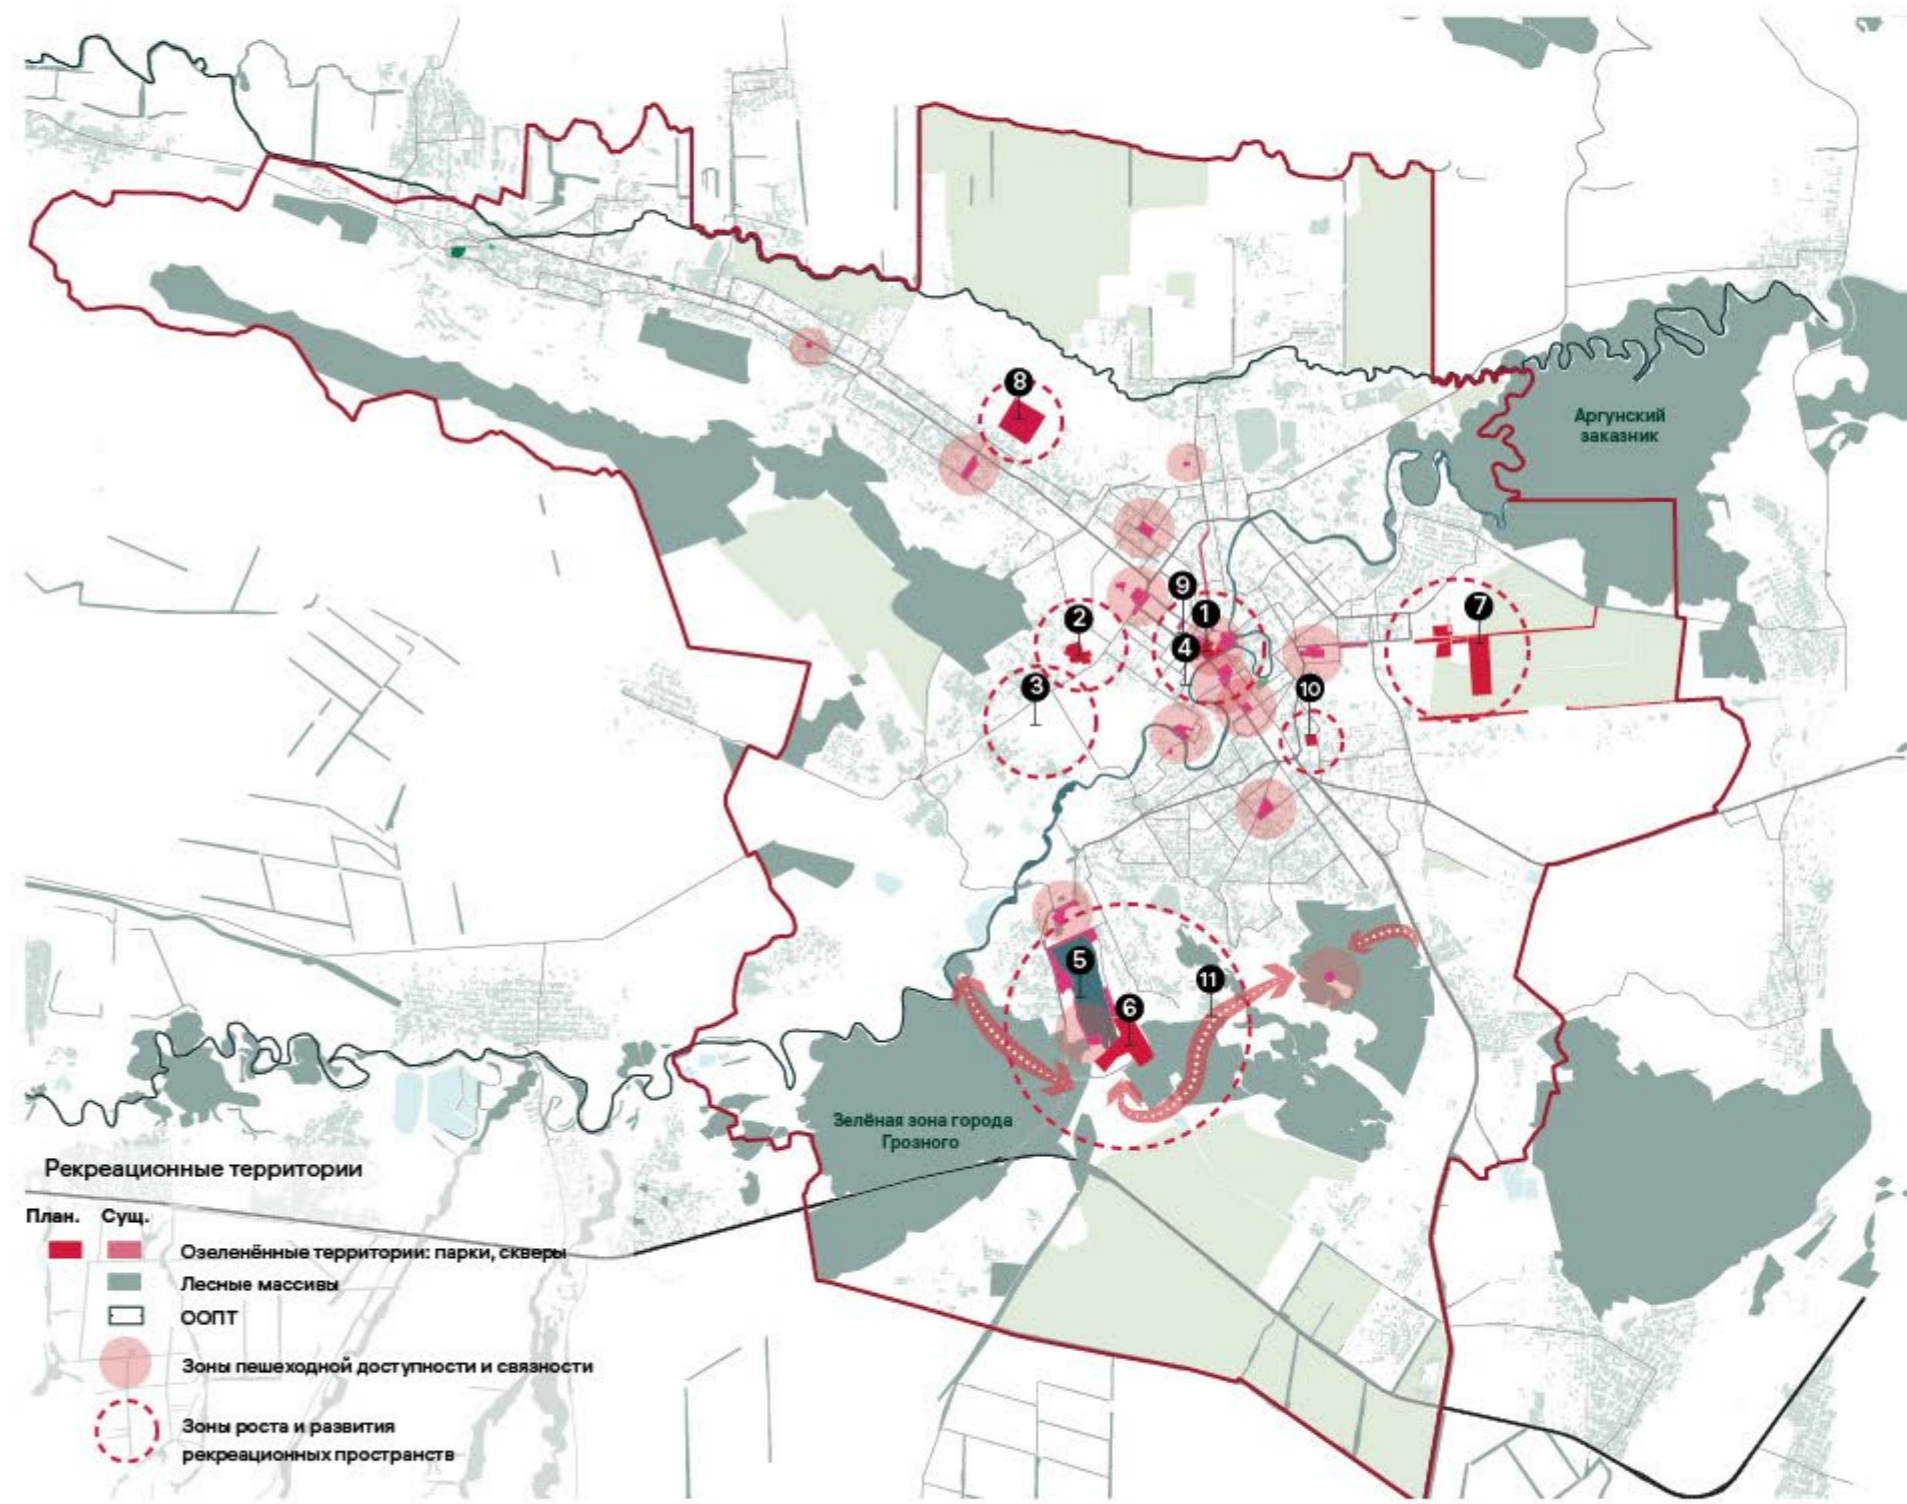 8
Аргунский
заказник
9
1
7
2
4
3
10
5
11
6
Зелёная зона города
Грозного
Рекреационные территории
План. Сущ.
Озеленённые территории: парки, скверы
Лесные массивы
ООПТ
Зоны пешеходной доступности и связности
Зоны роста и развития
рекреационных пространств